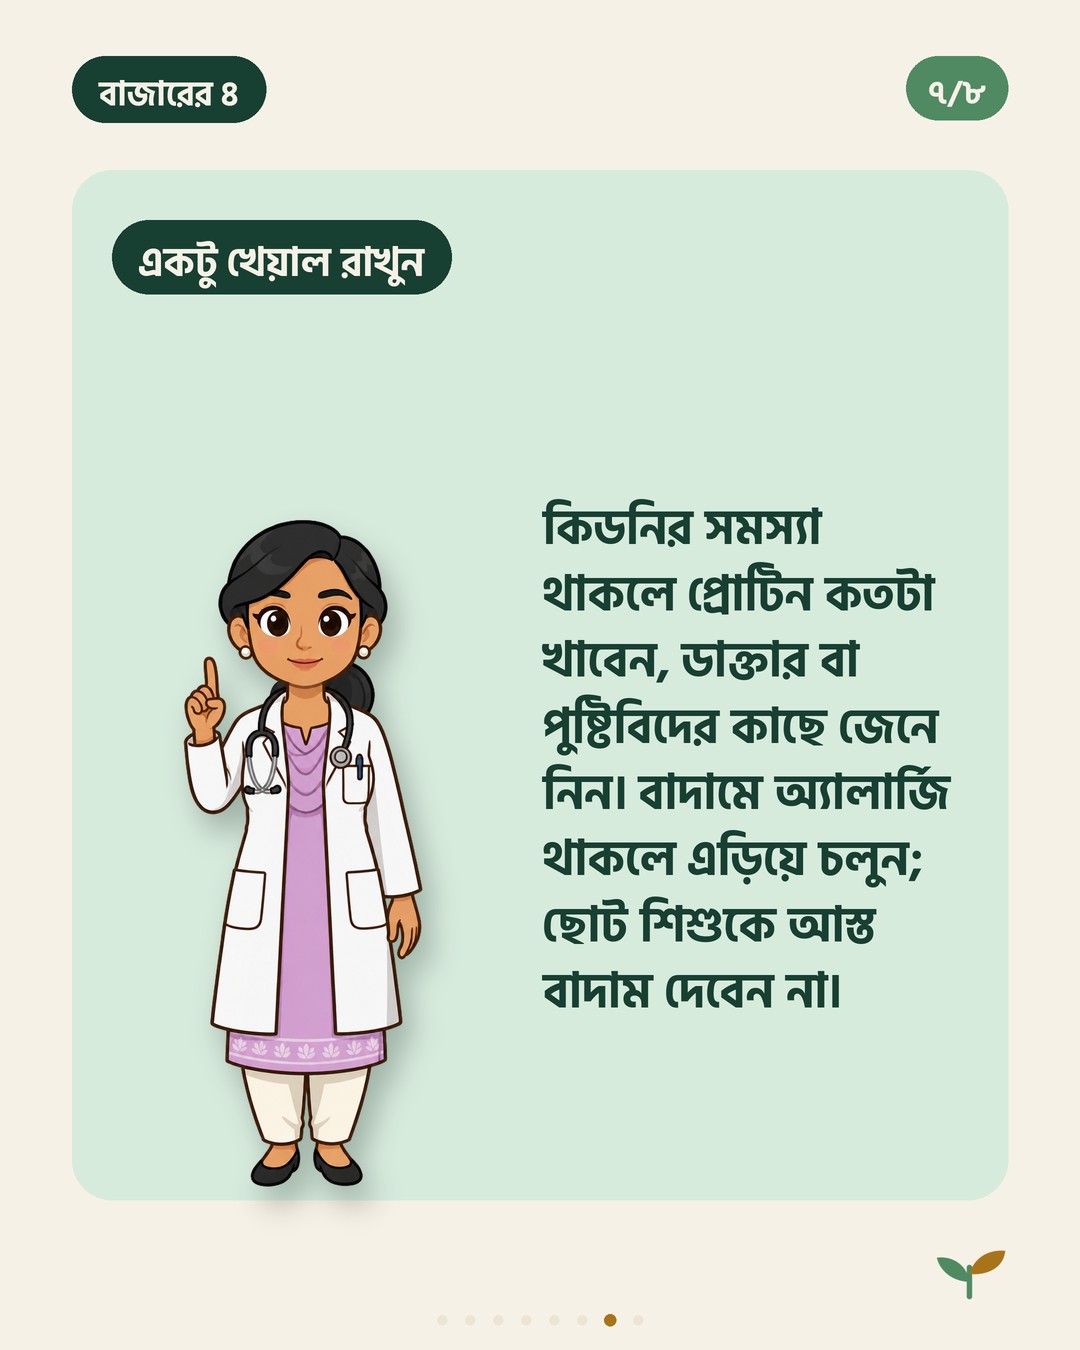 বাজারের ৪
৭/৮
একটু খেয়াল রাখুন
কিডনির সমস্যা
থাকলে প্রোটিন কতটা
খাবেন, ডাক্তার বা
পুষ্টিবিদের কাছে জেনে
নিন। বাদামে অ্যালার্জি
থাকলে এড়িয়ে চলুন;
ছোট শিশুকে আস্ত
বাদাম দেবেন না।